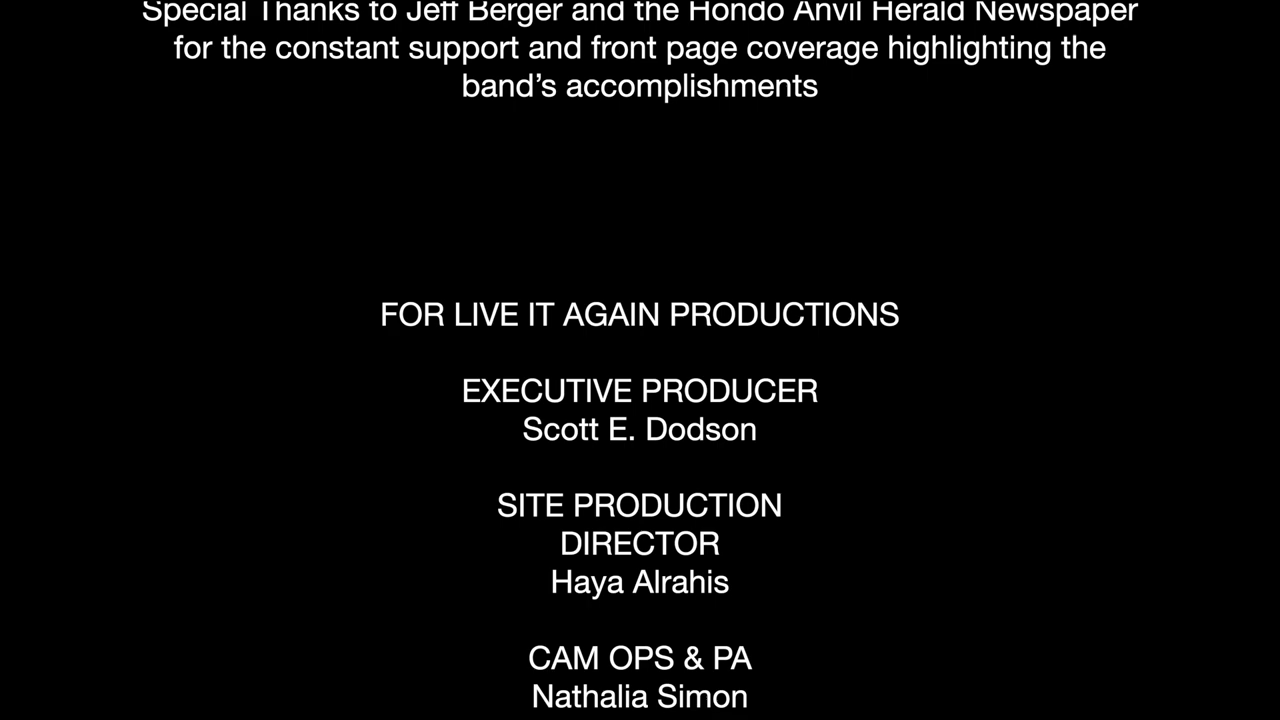 Special Thanks to Jeff Berger and the Hondo Anvil Herald Newspaper
for the constant support and front page coverage highlighting the
band’s accomplishments
FOR LIVE IT AGAIN PRODUCTIONS
EXECUTIVE PRODUCER
Scott E. Dodson
SITE PRODUCTION
DIRECTOR
Haya Alrahis
CAM OPS & PA
Nathalia Simon